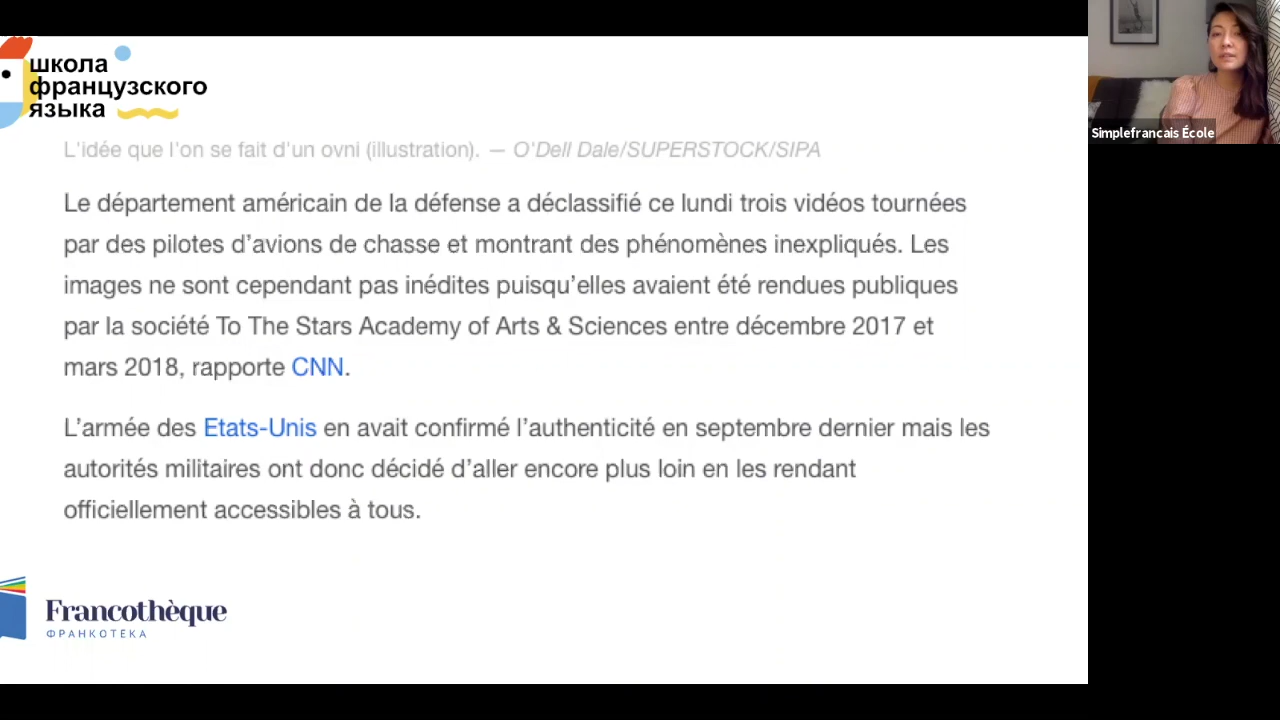 школа
французского
языка
L'idée que l'on se fait d'un ovni (illustration). — O'Dell Dale/SUPERSTOCK/SIPA
Le département américain de la défense a déclassifié ce lundi trois vidéos tournées
par des pilotes d'avions de chasse et montrant des phénomènes inexpliqués. Les
images ne sont cependant pas inédites puisqu'elles avaient été rendues publiques
par la société To The Stars Academy of Arts & Sciences entre décembre 2017 et
mars 2018, rapporte CNN.
L'armée des Etats-Unis en avait confirmé l'authenticité en septembre dernier mais les
autorités militaires ont donc décidé d'aller encore plus loin en les rendant
officiellement accessibles à tous.
Francothèque
ФРАНКОТЕКА
Simplefrancais École